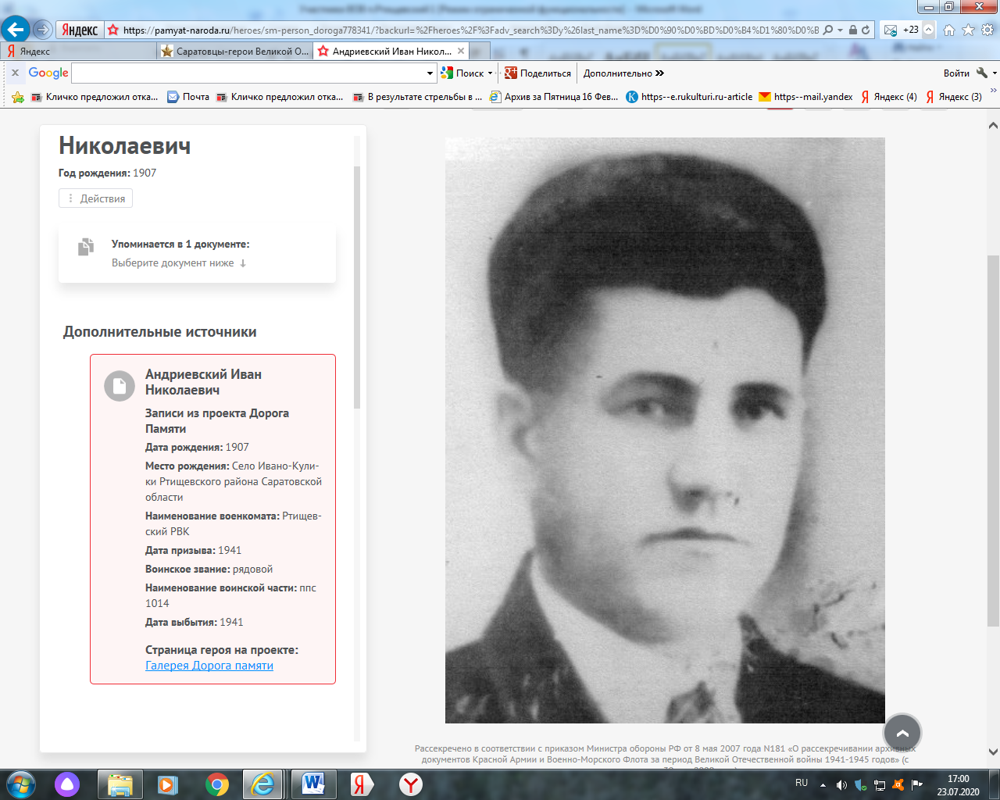 Яндекс
https://pamyat-naroda.ru/heroes/sm-person_doroga778341/?backurl=%2Fheroes%2F%3Fadv_search%3Dy%26last_name%3D%D0%90%D0%BD%D0%B4%D1%80%D0%B
+23
Яндекс
Саратовцы-герои Великой О...
Андриевский Иван Никол...
Google
Поиск
Поделиться
Дополнительно
Войти
Кличко предложил отка...
Почта
Кличко предложил отка...
В результате стрельбы в ...
Архив за Пятница 16 Фев...
https--e.rukulturi.ru-article
https--mail.yandex
Яндекс (4)
Яндекс (3)
Николаевич
Год рождения: 1907
Действия
Упоминается в 1 документе:
Выберите документ ниже ↓
Дополнительные источники
Андриевский Иван
Николаевич
Записи из проекта Дорога
Памяти
Дата рождения: 1907
Место рождения: Село Ивано-Кули-
ки Ртищевского района Саратовской
области
Наименование военкомата: Ртищев-
ский РВК
Дата призыва: 1941
Воинское звание: рядовой
Наименование воинской части: ппс
1014
Дата выбытия: 1941
Страница героя на проекте:
Галерея Дорога памяти
Рассекречено в соответствии с приказом Министра обороны РФ от 8 мая 2007 года N181 «О рассекречивании архивных
документов Красной Армии и Военно-Морского Флота за период Великой Отечественной войны 1941-1945 годов» (с
RU
17:00
23.07.2020